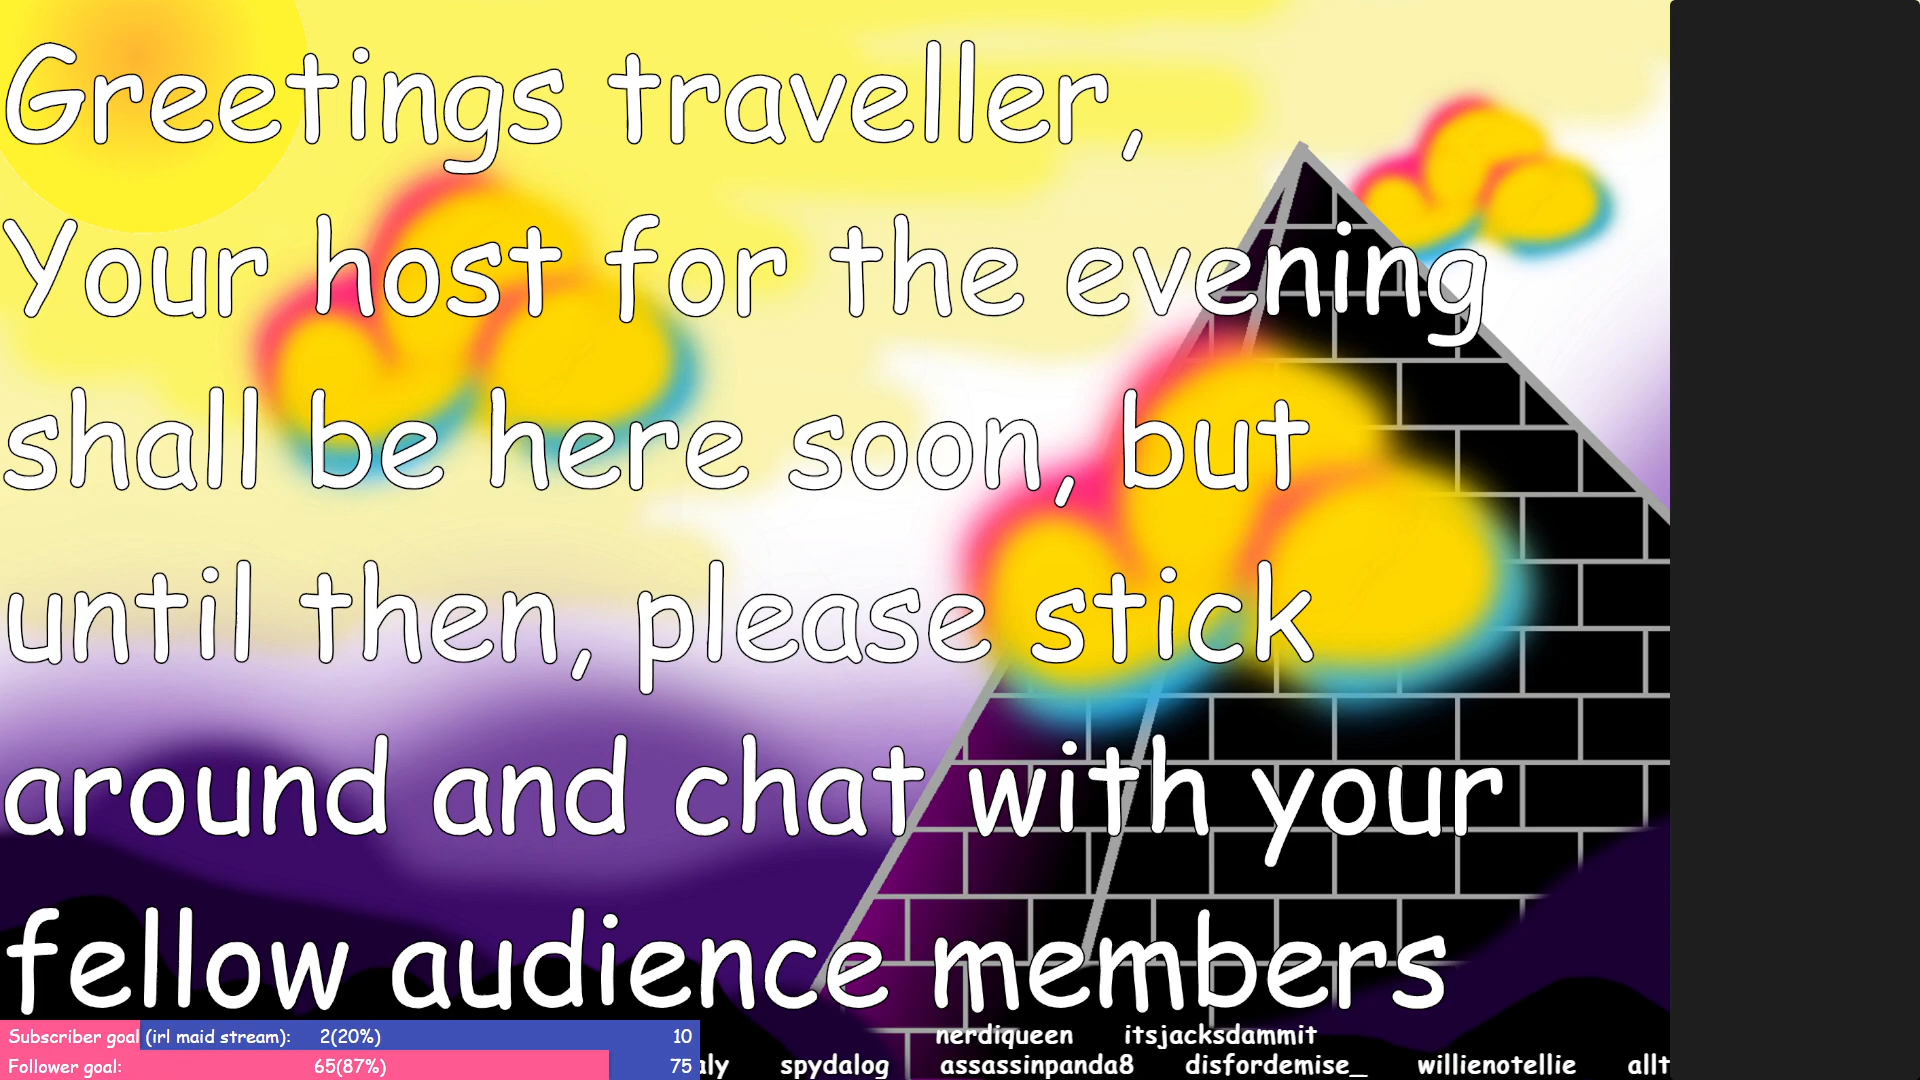 Greetings traveller,
Your host for the evening
shall be here soon, but
until then, please stick
around and chat with your
fellow audience members
Subscriber goal (irl maid stream): 2(20%) 10
nerdiqueen itsjacksdammit
Follower goal: 65(87%) 75
aly spydalog assassinpanda8 disfordemise_ willienotellie allt